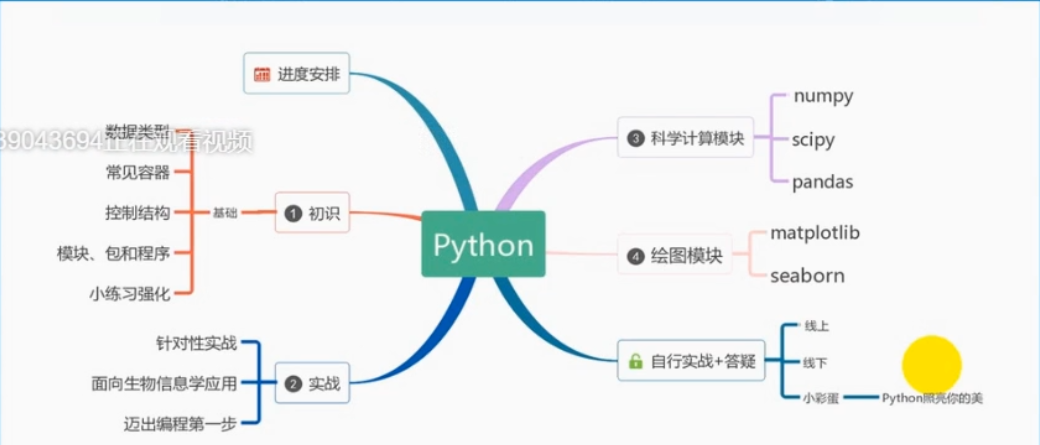 进度安排
39043694正在观看视频
数据类型
常见容器
控制结构
模块、包和程序
小练习强化
基础
1 初识
针对性实战
面向生物信息学应用
迈出编程第一步
2 实战
Python
3 科学计算模块
numpy
scipy
pandas
4 绘图模块
matplotlib
seaborn
自行实战+答疑
线上
线下
小彩蛋
Python照亮你的美